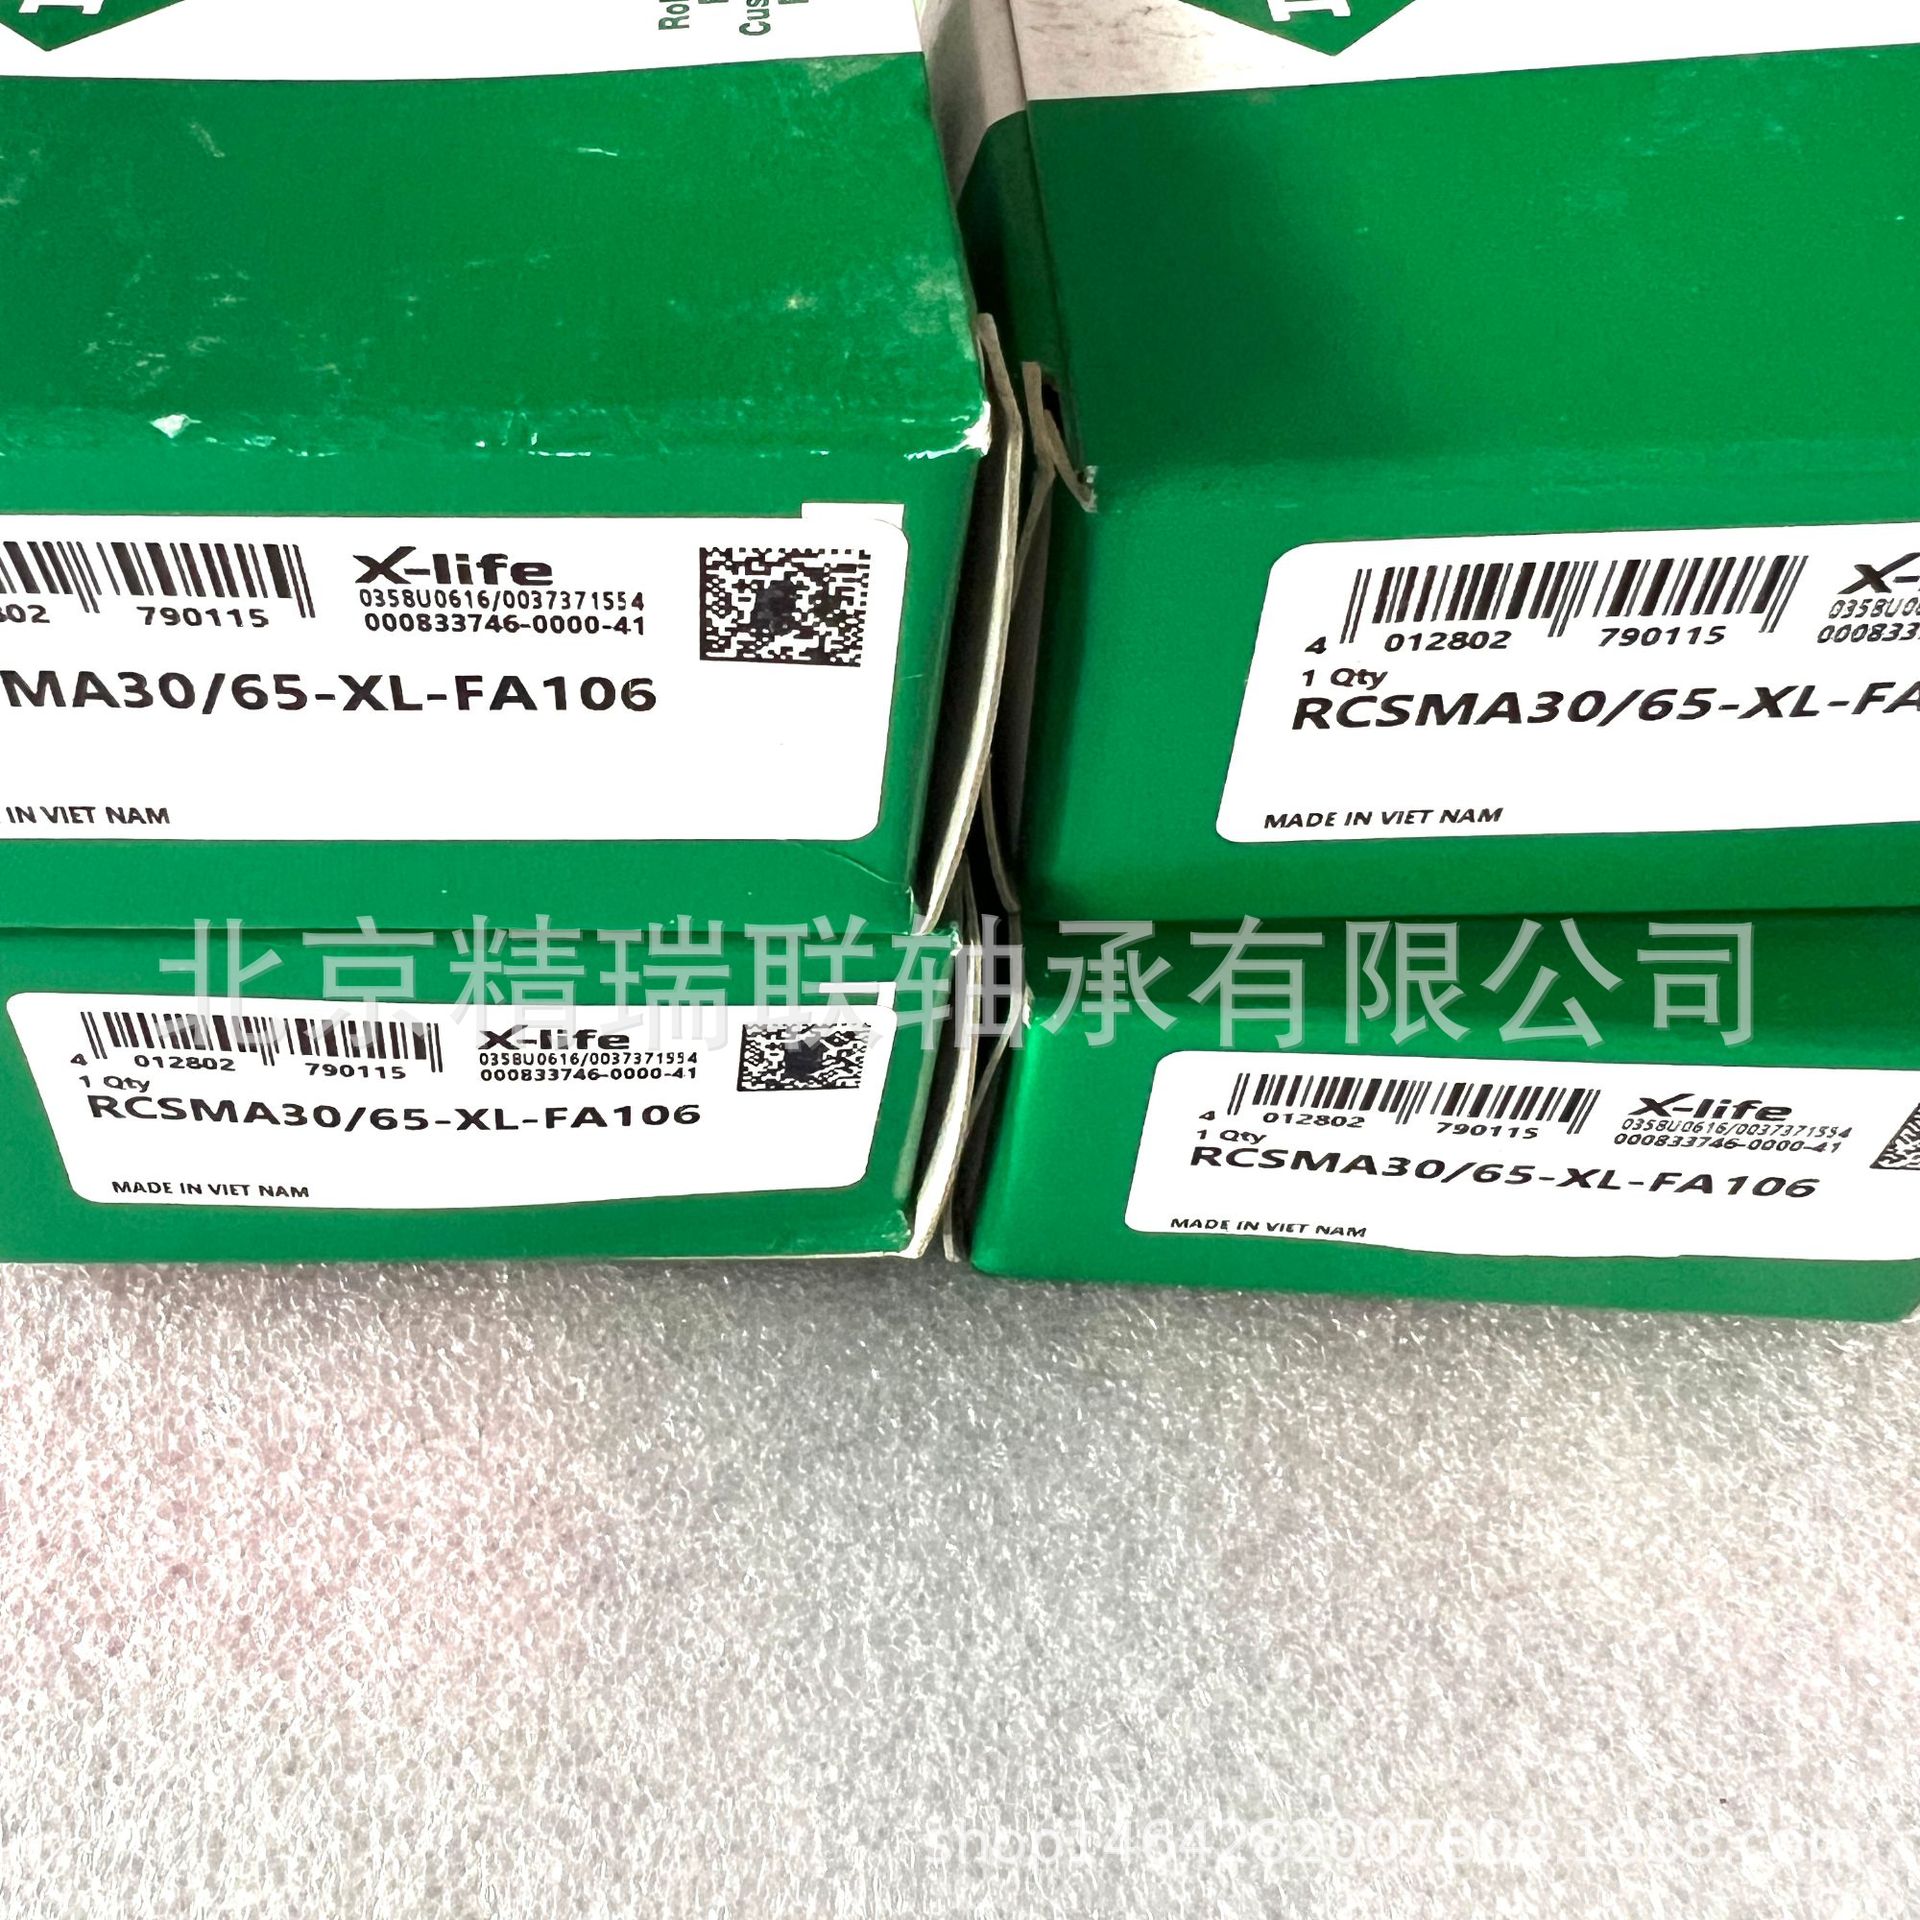 802 790115
X-life
0358U0616/0037371554
000833746-0000-41
MA30/65-XL-FA106
IN VIET NAM
4 012802 790115
1 Qty
RCSMA30/65-XL-FA
MADE IN VIET NAM
北京精瑞联轴承有限公司
4 012802 790115
X-life
0358U0616/0037371554
000833746-0000-41
1 Qty
RCSMA30/65-XL-FA106
MADE IN VIET NAM
4 012802 790115
X-life
0358U0616/0037371554
000833746-0000-41
1 Qty
RCSMA30/65-XL-FA106
MADE IN VIET NAM